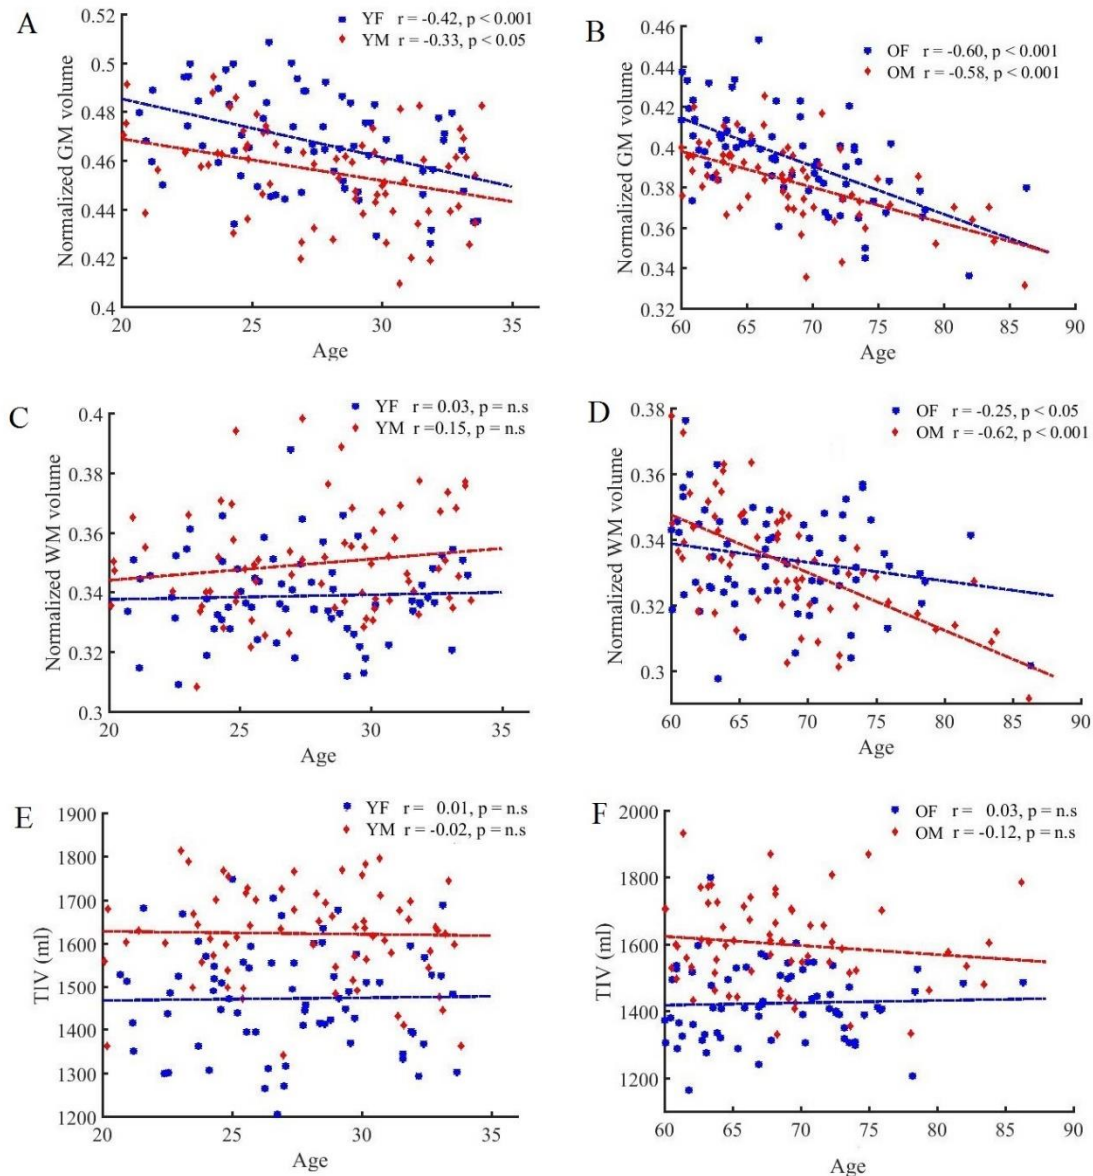 A
0.52
YF r = -0.42, p < 0.001
YM r = -0.33, p < 0.05
0.5
0.48
0.46
0.44
0.42
0.4
Normalized GM volume
20 25 30 35
Age
B
0.46
OF r = -0.60, p < 0.001
OM r = -0.58, p < 0.001
0.44
0.42
0.4
0.38
0.36
0.34
0.32
Normalized GM volume
60 65 70 75 80 85 90
Age
C
0.4
YF r = 0.03, p = n.s
YM r =0.15, p = n.s
0.38
0.36
0.34
0.32
0.3
Normalized WM volume
20 25 30 35
Age
D
0.38
OF r = -0.25, p < 0.05
OM r = -0.62, p < 0.001
0.36
0.34
0.32
0.3
Normalized WM volume
60 65 70 75 80 85 90
Age
E
1900
YF r = 0.01, p = n.s
YM r = -0.02, p = n.s
1800
1700
1600
1500
1400
1300
1200
TIV (ml)
20 25 30 35
Age
F
2000
OF r = 0.03, p = n.s
OM r = -0.12, p = n.s
1800
1600
1400
1200
TIV (ml)
60 65 70 75 80 85 90
Age